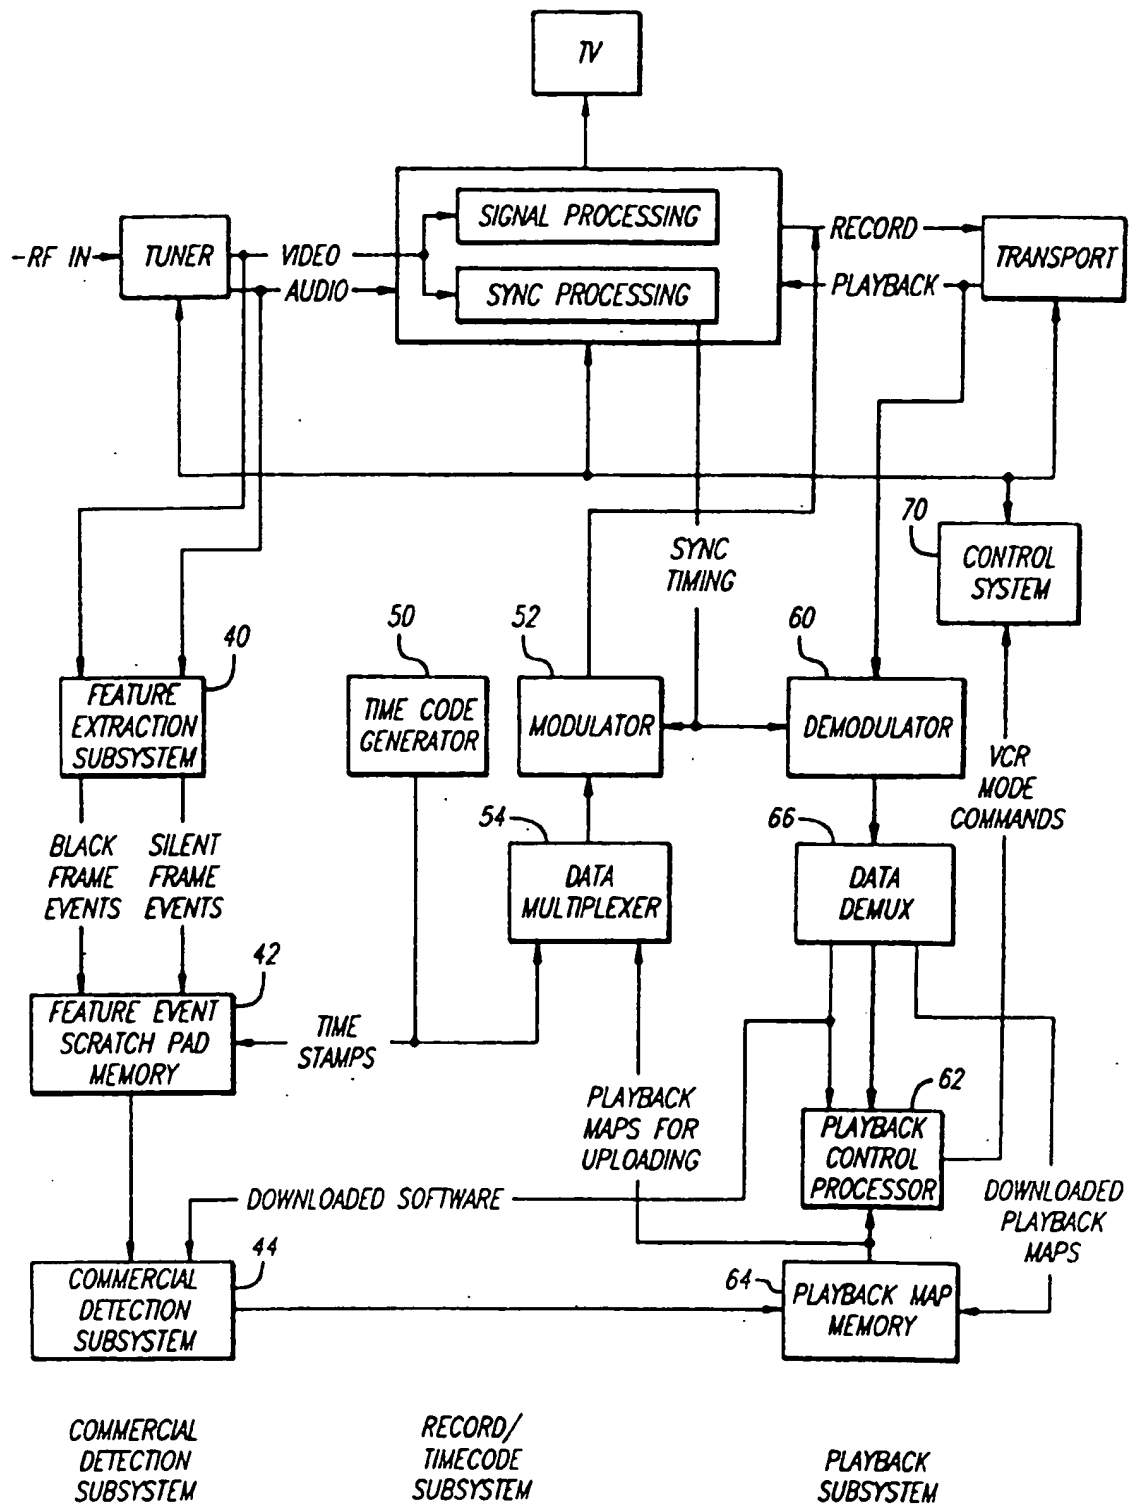 TV
SIGNAL PROCESSING
SYNC PROCESSING
RF IN
TUNER
VIDEO
AUDIO
RECORD
PLAYBACK
TRANSPORT
70
CONTROL
SYSTEM
SYNC
TIMING
40
50
52
60
FEATURE
EXTRACTION
SUBSYSTEM
TIME CODE
GENERATOR
MODULATOR
DEMODULATOR
VCR
MODE
COMMANDS
BLACK
FRAME
EVENTS
SILENT
FRAME
EVENTS
54
DATA
MULTIPLEXER
66
DATA
DEMUX
42
FEATURE EVENT
SCRATCH PAD
MEMORY
TIME
STAMPS
PLAYBACK
MAPS FOR
UPLOADING
62
PLAYBACK
CONTROL
PROCESSOR
DOWNLOADED SOFTWARE
DOWNLOADED
PLAYBACK
MAPS
44
COMMERCIAL
DETECTION
SUBSYSTEM
64
PLAYBACK MAP
MEMORY
COMMERCIAL
DETECTION
SUBSYSTEM
RECORD/
TIMECODE
SUBSYSTEM
PLAYBACK
SUBSYSTEM